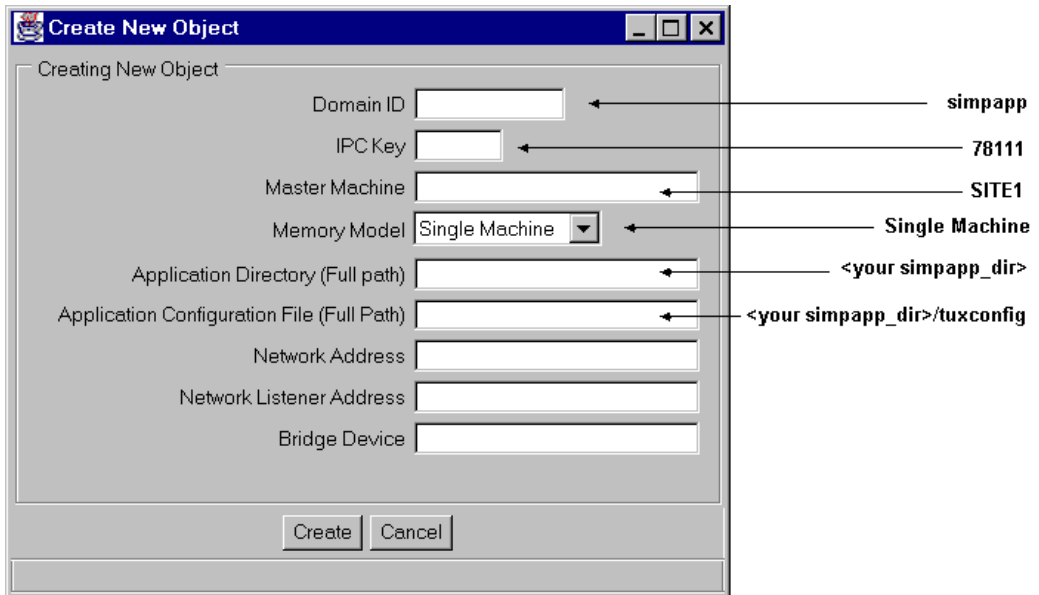 Create New Object
Creating New Object
Domain ID simpapp
IPC Key 78111
Master Machine SITE1
Memory Model Single Machine Single Machine
Application Directory (Full path) <your simpapp_dir>
Application Configuration File (Full Path) <your simpapp_dir>/tuxconfig
Network Address
Network Listener Address
Bridge Device
Create Cancel